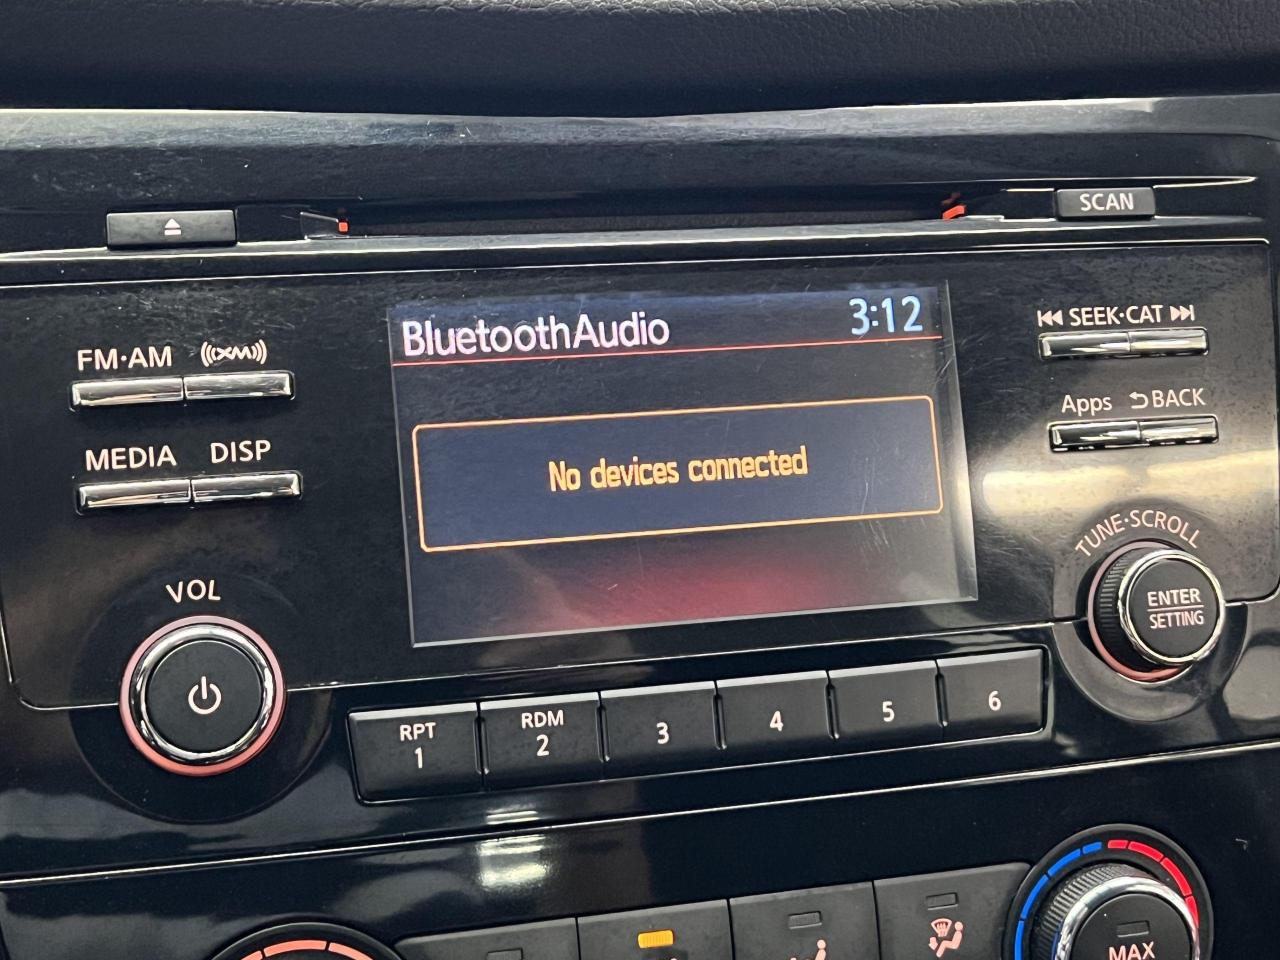 SCAN
BluetoothAudio 3:12
FM·AM XM
SEEK·CAT
Apps BACK
MEDIA DISP
No devices connected
TUNE·SCROLL
VOL
ENTER
SETTING
RPT
1
RDM
2
3
4
5
6
MAX